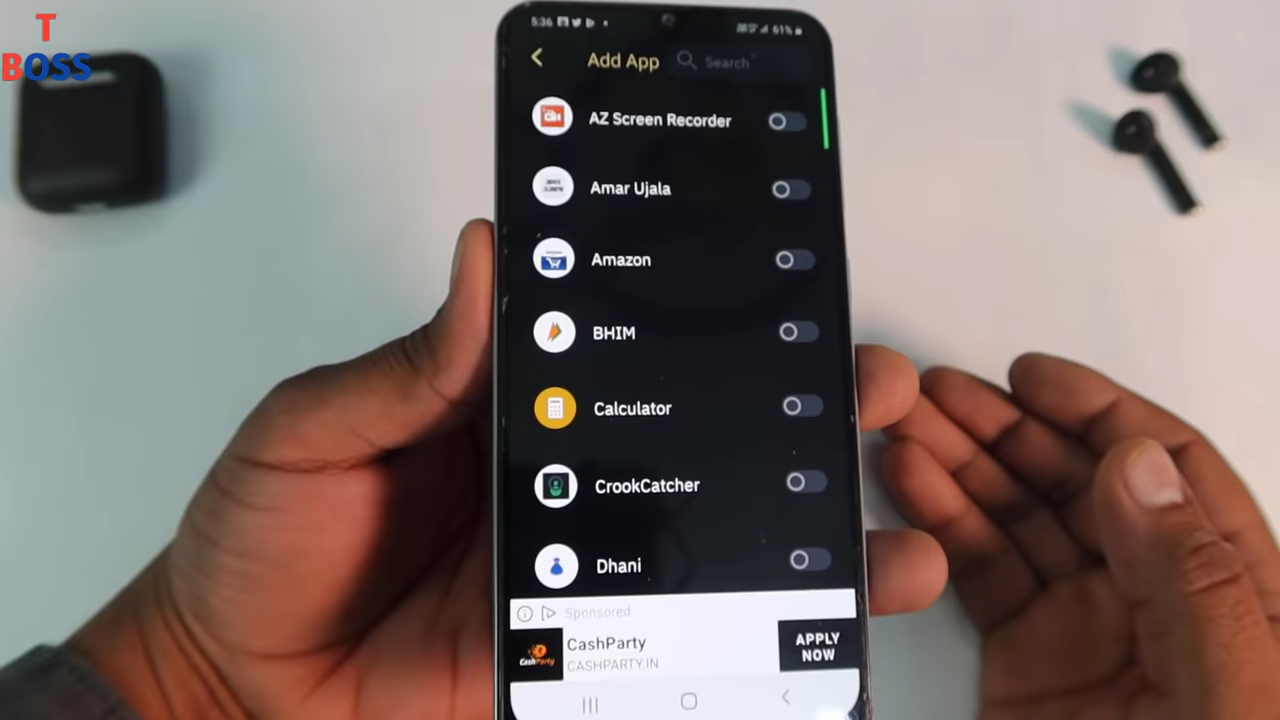 T
BOSS
5:36
61%
Add App
Search
AZ Screen Recorder
Amar Ujala
Amazon
BHIM
Calculator
CrookCatcher
Dhani
Sponsored
CashParty
CashParty
CASHPARTY.IN
APPLY
NOW